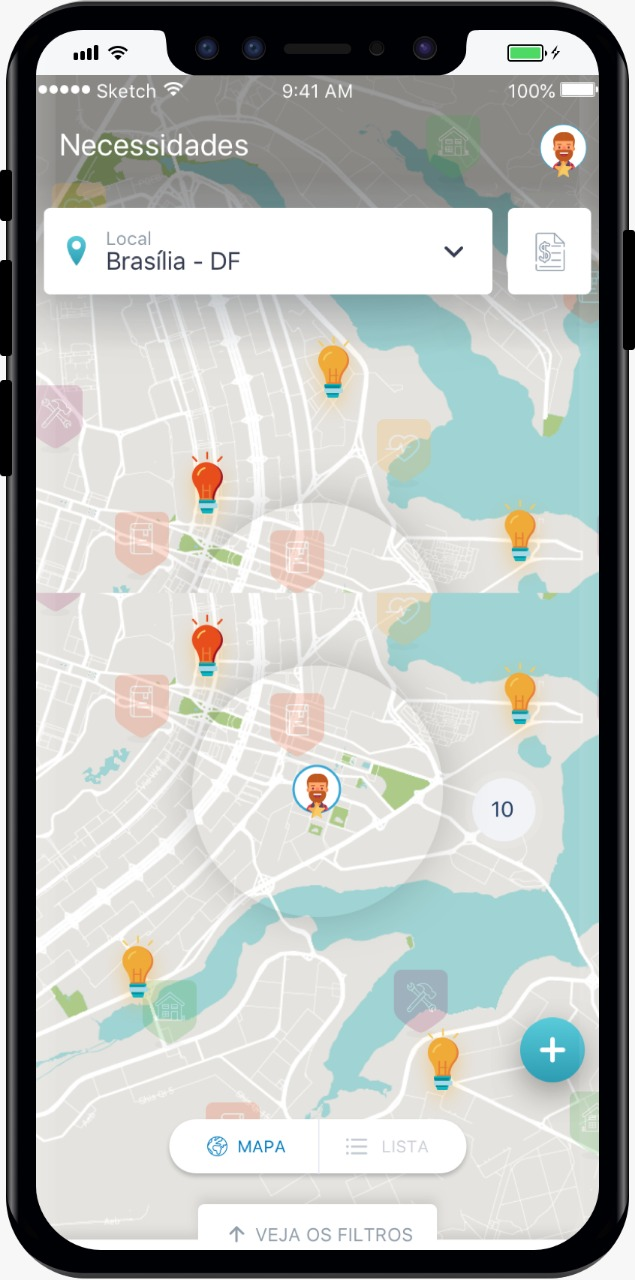 Sketch 9:41 AM 100%
Necessidades
Local
Brasília - DF
10
MAPA LISTA
VEJA OS FILTROS